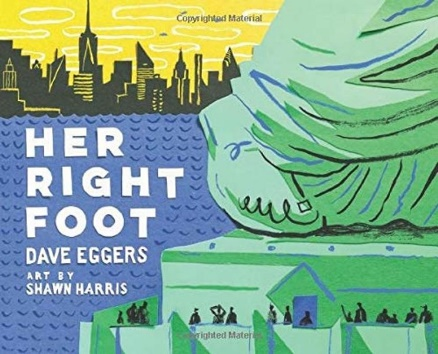 Copyrighted Material
HER
RIGHT
FOOT
DAVE EGGERS
ART BY
SHAWN HARRIS
Copyrighted Material